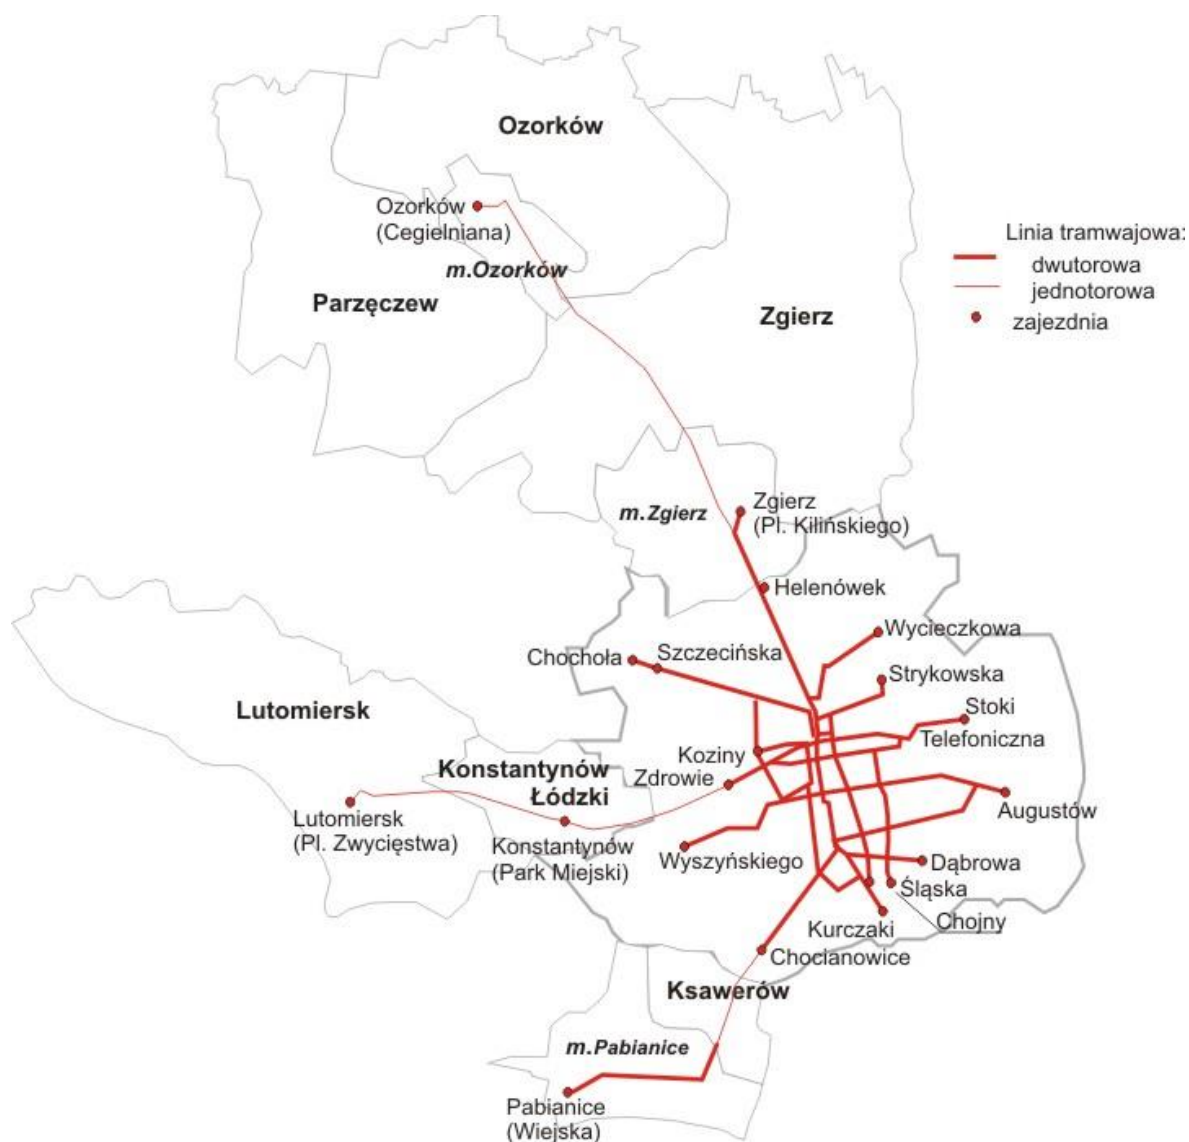 Ozorków
Ozorków
(Cegielniana)
m.Ozorków
Parzęczew
Zgierz
Linia tramwajowa:
dwutorowa
jednotorowa
zajezdnia
m.Zgierz
Zgierz
(Pl. Kilińskiego)
Helenówek
Wycieczkowa
Chochoła
Szczecińska
Strykowska
Lutomiersk
Stoki
Telefoniczna
Koziny
Zdrowie
Konstantynów
Łódzki
Augustów
Lutomiersk
(Pl. Zwycięstwa)
Konstantynów
(Park Miejski)
Wyszyńskiego
Dąbrowa
Śląska
Chojny
Kurczaki
Choclanowice
Ksawerów
m.Pabianice
Pabianice
(Wiejska)